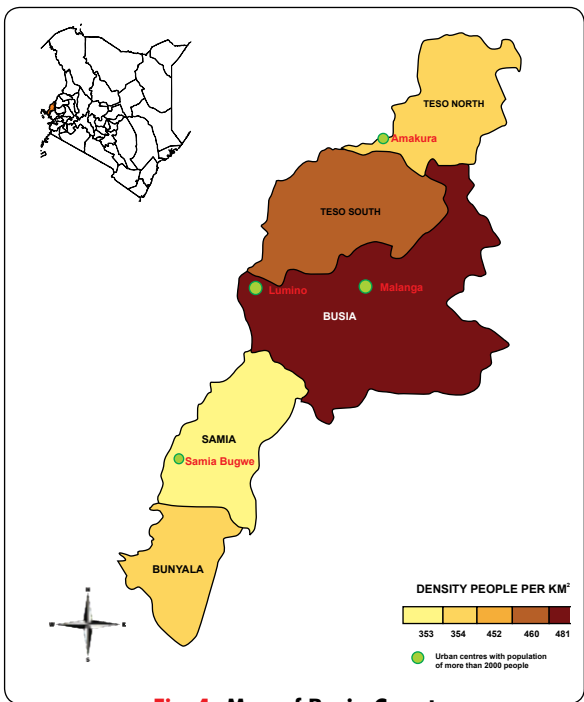 TESO NORTH
Amakura
TESO SOUTH
Lumino
Malanga
BUSIA
SAMIA
Samia Bugwe
BUNYALA
N
W
E
S
DENSITY PEOPLE PER KM²
353 354 452 460 481
Urban centres with population
of more than 2000 people